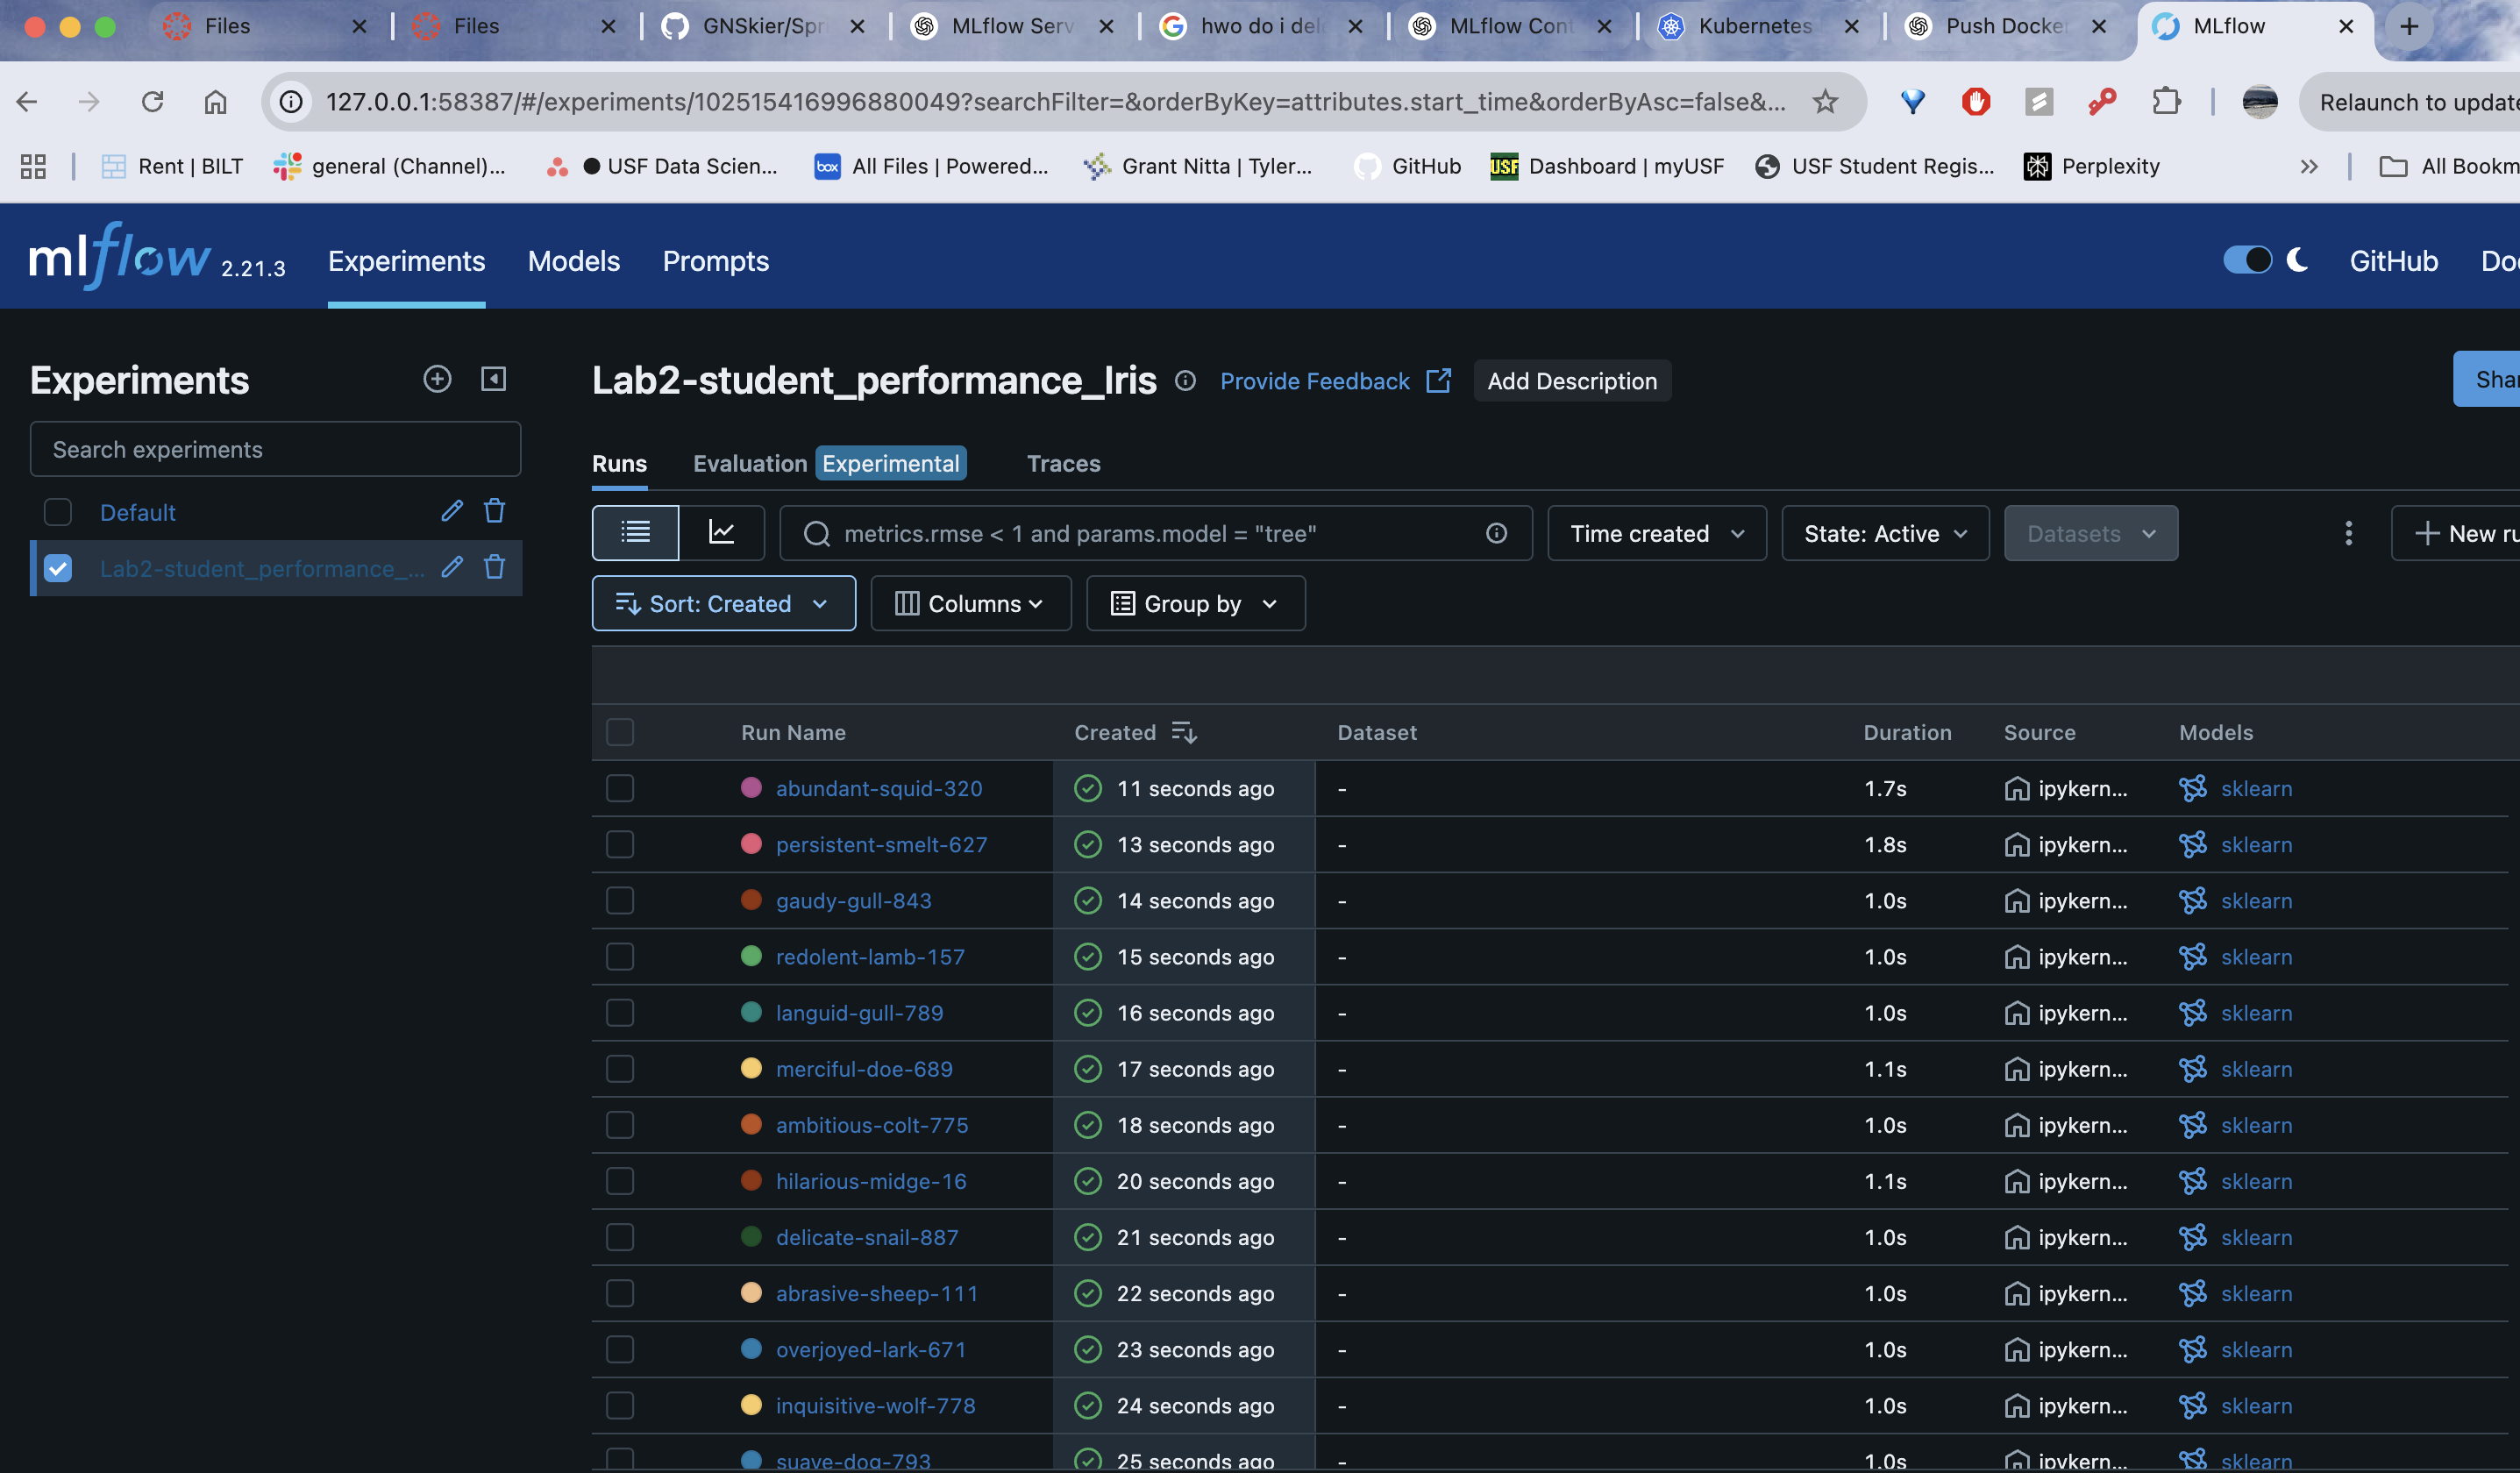 Files
Files
GNSkier/Spri
MLflow Serv
hwo do i del
MLflow Cont
Kubernetes
Push Docke
MLflow
127.0.0.1:58387/#/experiments/102515416996880049?searchFilter=&orderByKey=attributes.start_time&orderByAsc=false&...
Relaunch to update
Rent | BILT
general (Channel)...
USF Data Scien...
box All Files | Powered...
Grant Nitta | Tyler...
GitHub
USF Dashboard | myUSF
USF Student Regis...
Perplexity
All Bookm
mlflow 2.21.3
Experiments Models Prompts
GitHub Doc
Experiments
Lab2-student_performance_Iris Provide Feedback Add Description
Shar
Search experiments
Default
Lab2-student_performance_...
Runs Evaluation Experimental Traces
metrics.rmse < 1 and params.model = "tree"
Time created State: Active Datasets New ru
Sort: Created Columns Group by
Run Name Created Dataset Duration Source Models
abundant-squid-320 11 seconds ago - 1.7s ipykern... sklearn
persistent-smelt-627 13 seconds ago - 1.8s ipykern... sklearn
gaudy-gull-843 14 seconds ago - 1.0s ipykern... sklearn
redolent-lamb-157 15 seconds ago - 1.0s ipykern... sklearn
languid-gull-789 16 seconds ago - 1.0s ipykern... sklearn
merciful-doe-689 17 seconds ago - 1.1s ipykern... sklearn
ambitious-colt-775 18 seconds ago - 1.0s ipykern... sklearn
hilarious-midge-16 20 seconds ago - 1.1s ipykern... sklearn
delicate-snail-887 21 seconds ago - 1.0s ipykern... sklearn
abrasive-sheep-111 22 seconds ago - 1.0s ipykern... sklearn
overjoyed-lark-671 23 seconds ago - 1.0s ipykern... sklearn
inquisitive-wolf-778 24 seconds ago - 1.0s ipykern... sklearn
suave-dog-793 25 seconds ago - 1.0s ipykern... sklearn